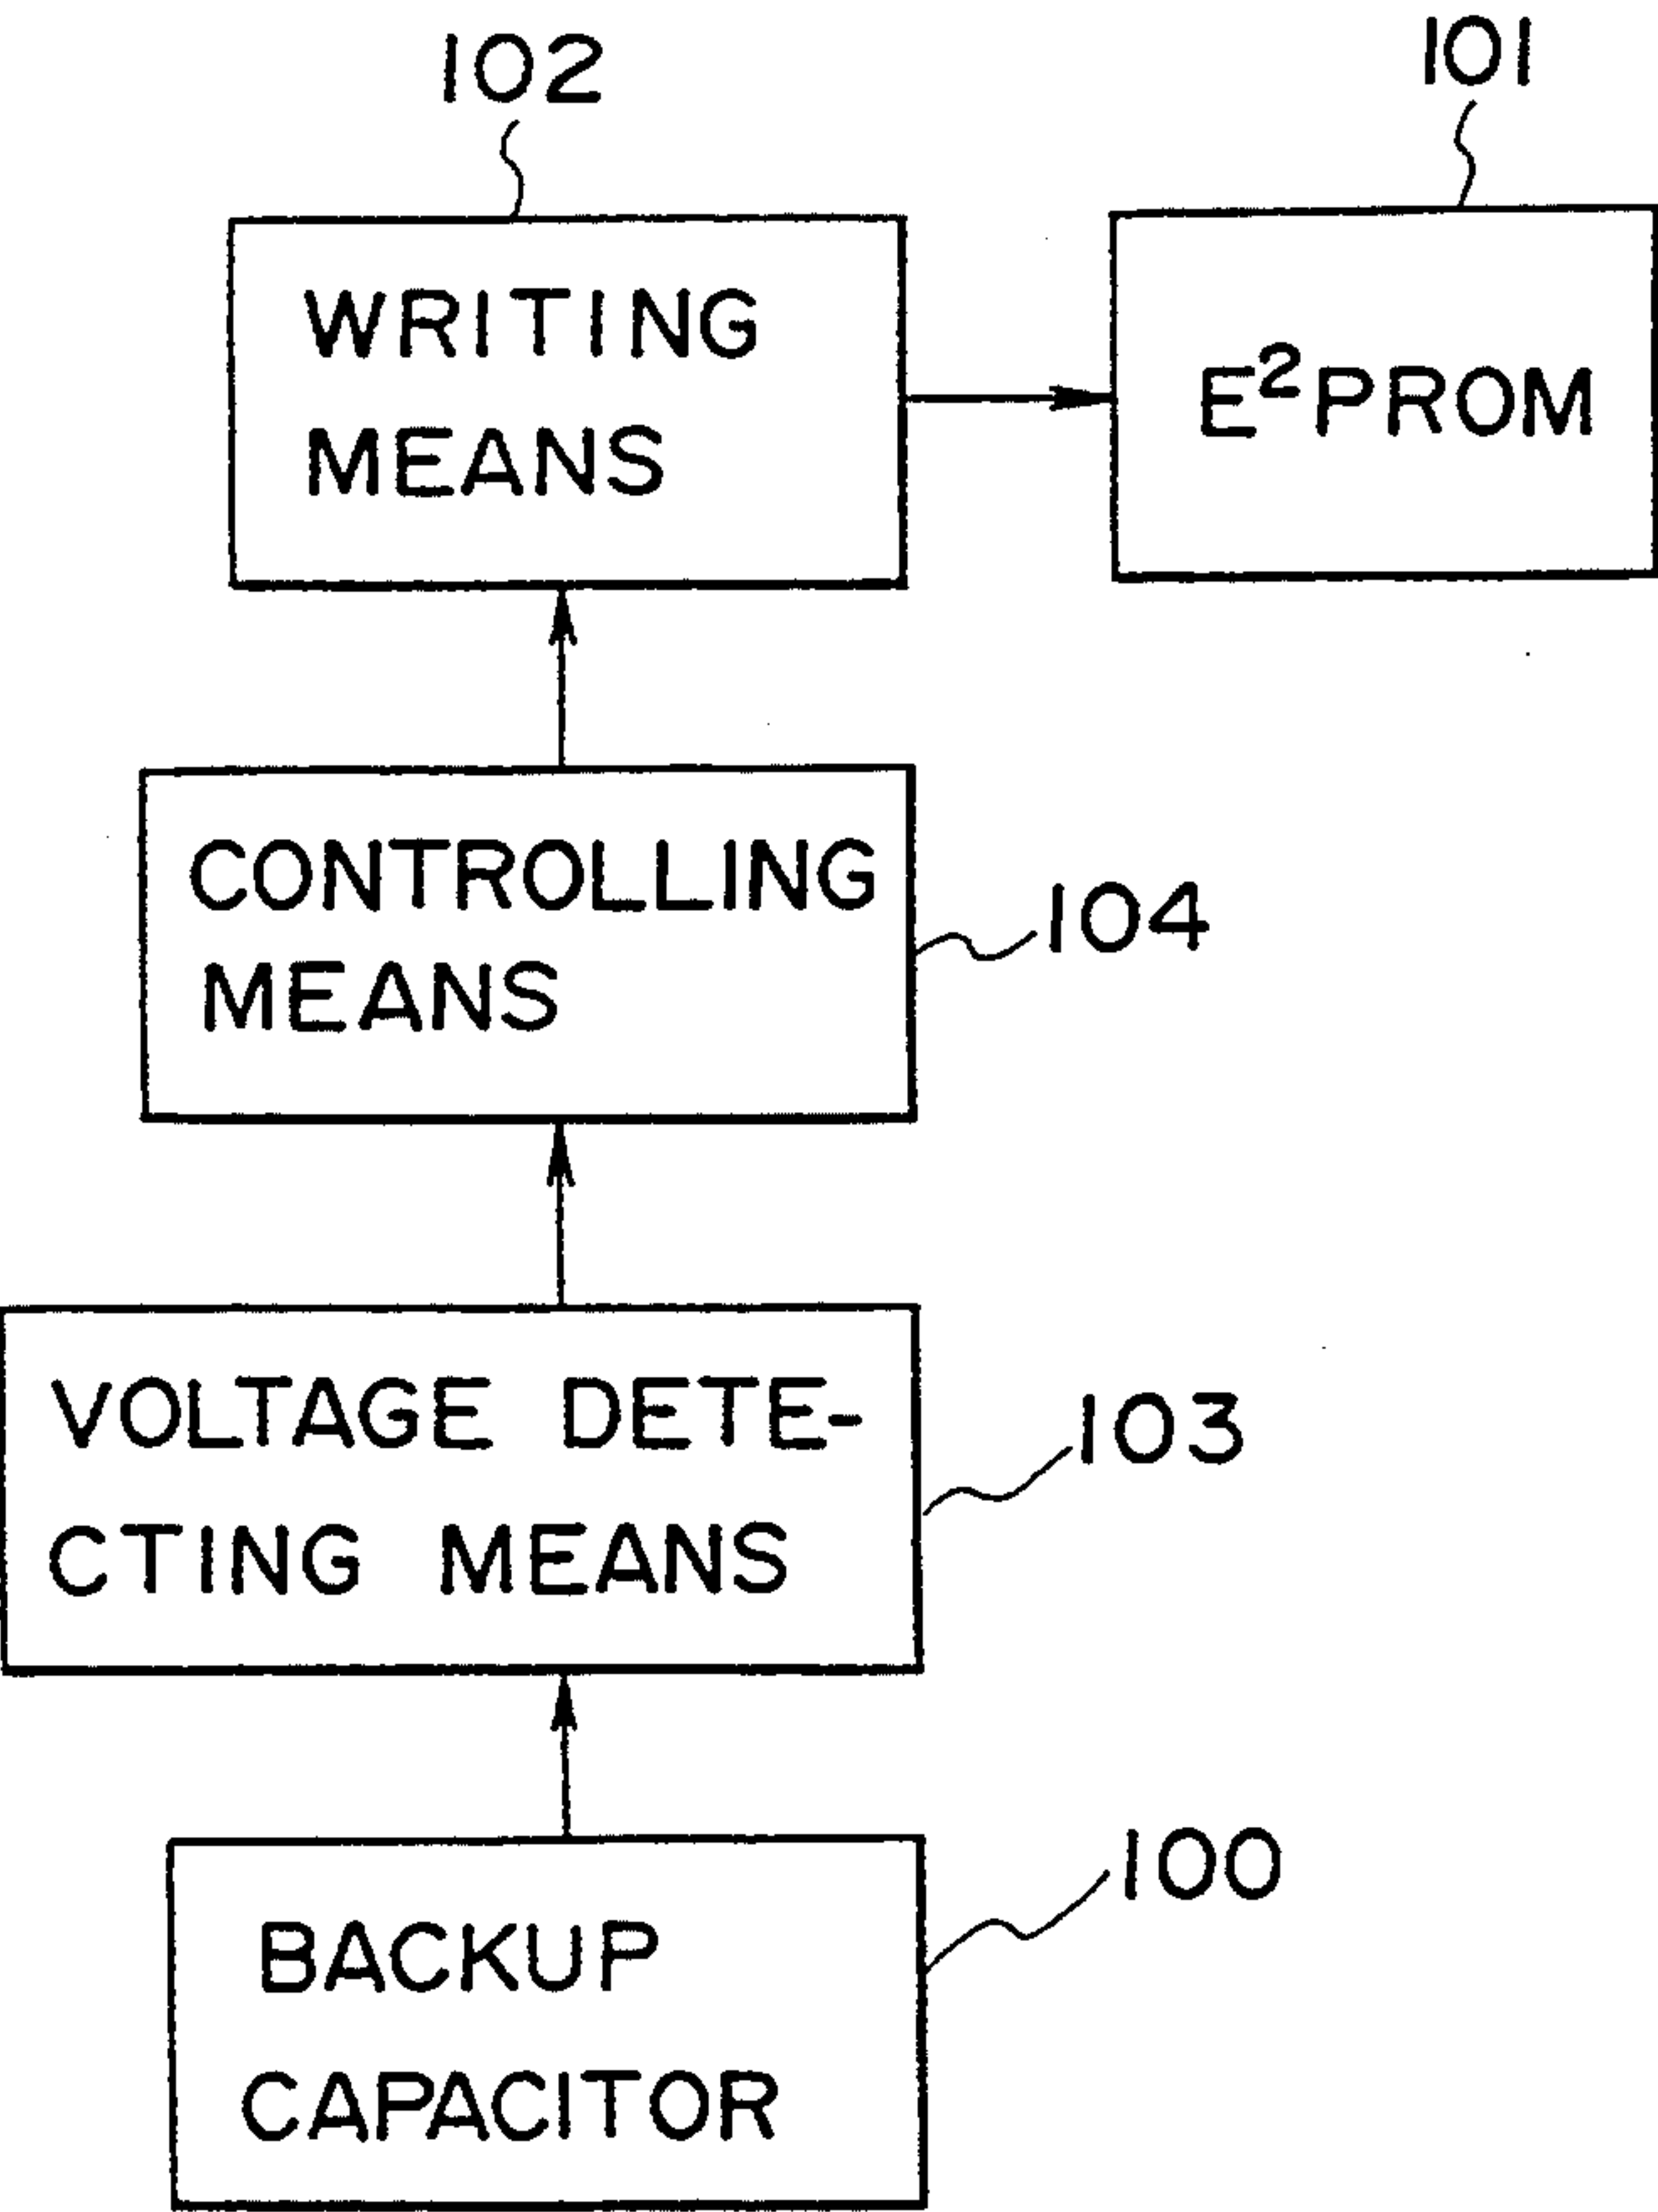 102
101
WRITING
MEANS
E²PROM
CONTROLLING
MEANS
104
VOLTAGE DETE-
CTING MEANS
103
BACKUP
CAPACITOR
100